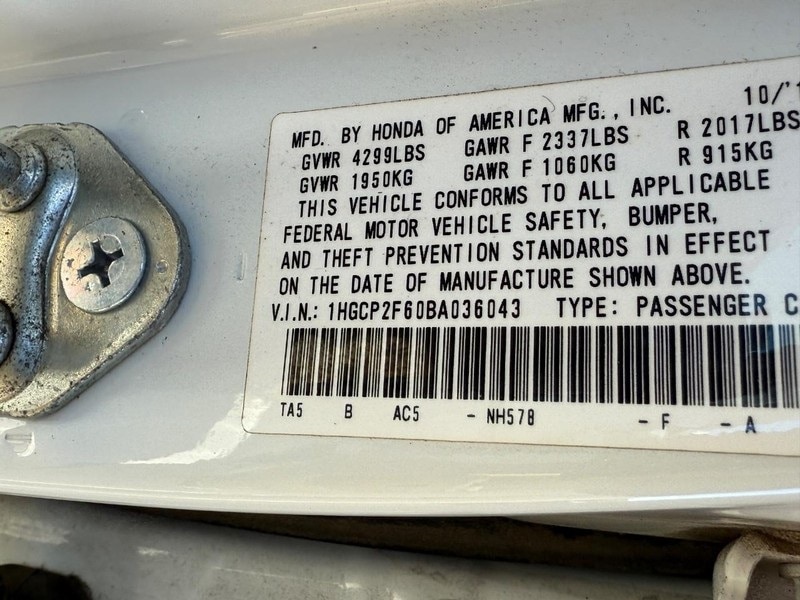 MFD. BY HONDA OF AMERICA MFG., INC. 10/'1
GVWR 4299LBS GAWR F 2337LBS R 2017LBS
GVWR 1950KG GAWR F 1060KG R 915KG
THIS VEHICLE CONFORMS TO ALL APPLICABLE
FEDERAL MOTOR VEHICLE SAFETY, BUMPER,
AND THEFT PREVENTION STANDARDS IN EFFECT
ON THE DATE OF MANUFACTURE SHOWN ABOVE.
V.I.N.: 1HGCP2F60BA036043 TYPE: PASSENGER C
TA5 B AC5 - NH578 - F - A